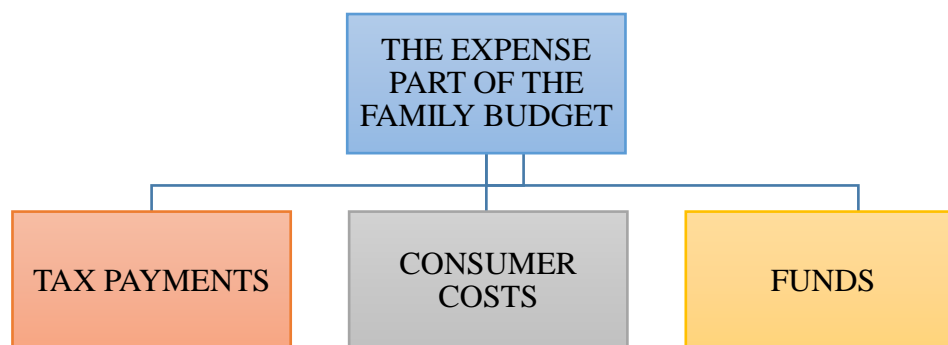 THE EXPENSE
PART OF THE
FAMILY BUDGET
TAX PAYMENTS
CONSUMER
COSTS
FUNDS